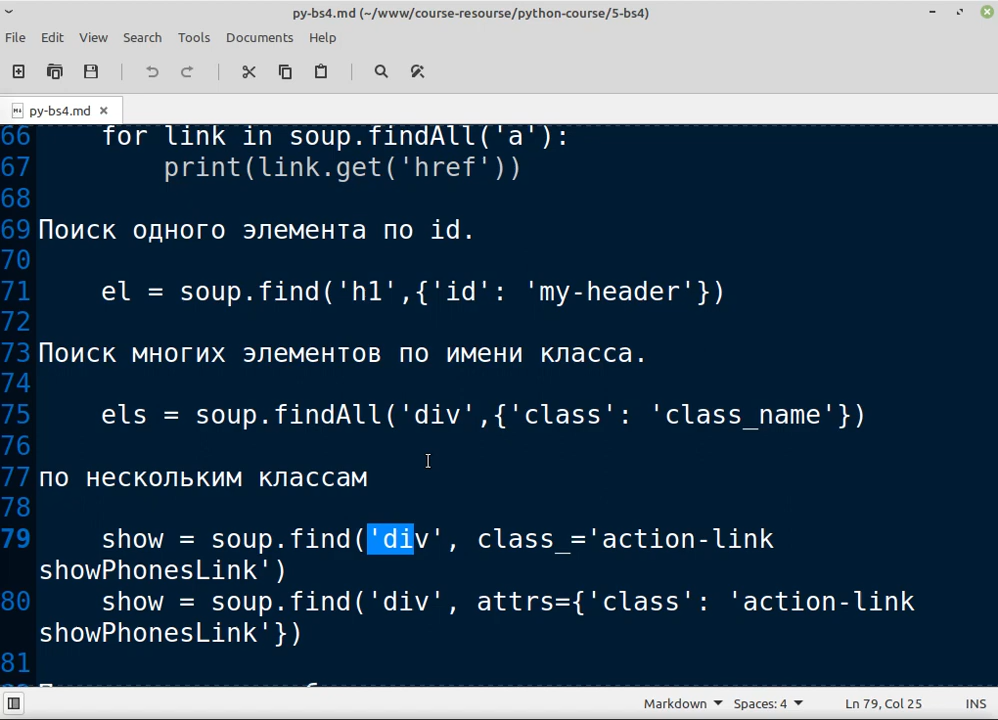 py-bs4.md (~/www/course-resourse/python-course/5-bs4)
File Edit View Search Tools Documents Help
py-bs4.md
66 for link in soup.findAll('a'):
67 print(link.get('href'))
68
69 Поиск одного элемента по id.
70
71 el = soup.find('h1',{'id': 'my-header'})
72
73 Поиск многих элементов по имени класса.
74
75 els = soup.findAll('div',{'class': 'class_name'})
76
77 по нескольким классам
78
79 show = soup.find('div', class_='action-link
showPhonesLink')
80 show = soup.find('div', attrs={'class': 'action-link
showPhonesLink'})
81
Markdown Spaces: 4 Ln 79, Col 25 INS